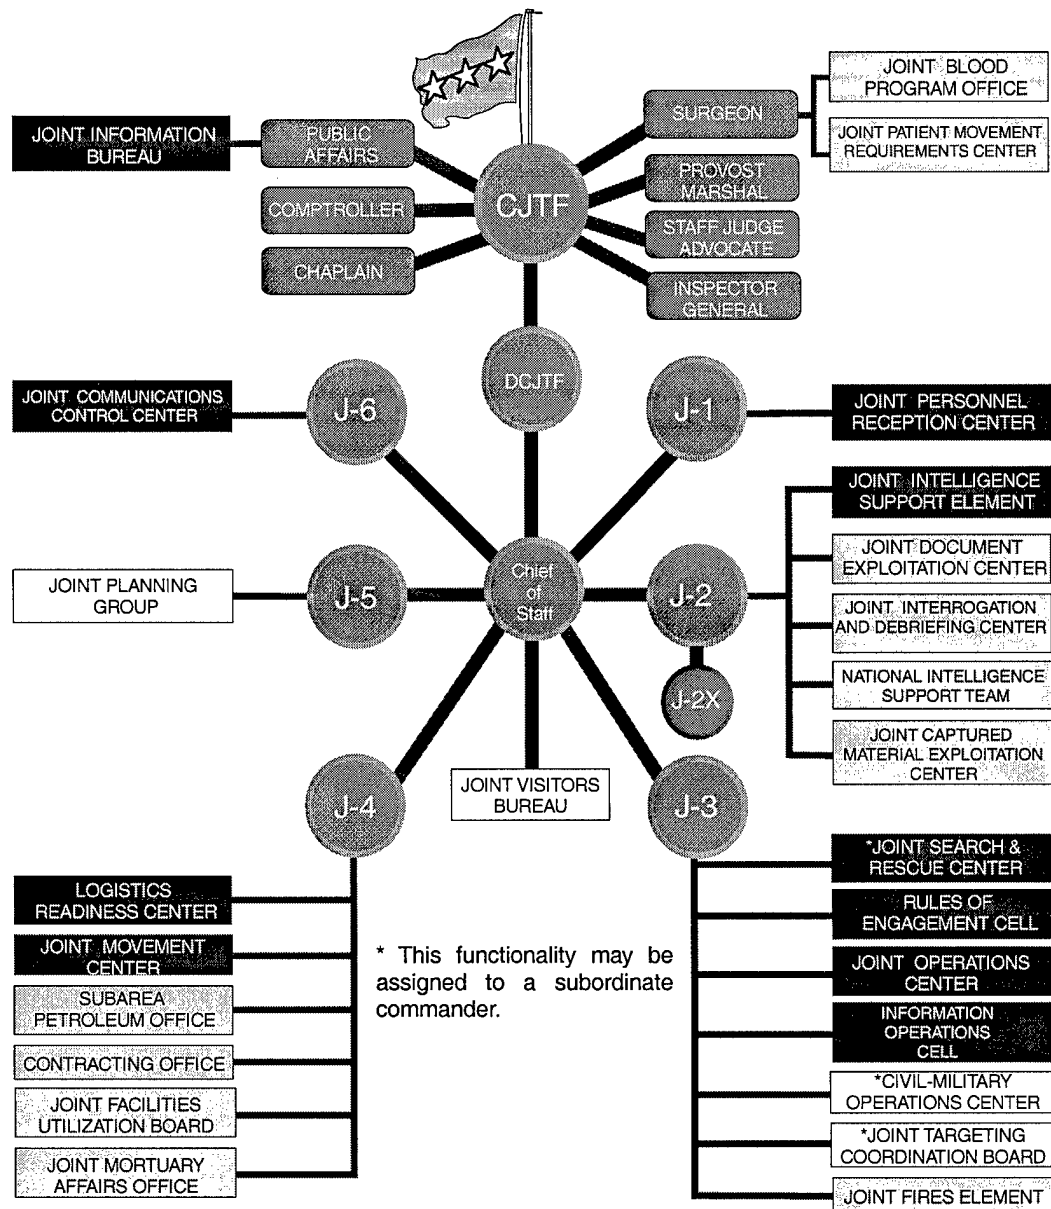 JOINT INFORMATION
BUREAU
PUBLIC
AFFAIRS
COMPTROLLER
CHAPLAIN
CJTF
SURGEON
PROVOST
MARSHAL
STAFF JUDGE
ADVOCATE
INSPECTOR
GENERAL
JOINT BLOOD
PROGRAM OFFICE
JOINT PATIENT MOVEMENT
REQUIREMENTS CENTER
DCJTF
JOINT COMMUNICATIONS
CONTROL CENTER
J-6
J-1
JOINT PERSONNEL
RECEPTION CENTER
JOINT PLANNING
GROUP
J-5
Chief
of
Staff
J-2
J-2X
JOINT INTELLIGENCE
SUPPORT ELEMENT
JOINT DOCUMENT
EXPLOITATION CENTER
JOINT INTERROGATION
AND DEBRIEFING CENTER
NATIONAL INTELLIGENCE
SUPPORT TEAM
JOINT CAPTURED
MATERIAL EXPLOITATION
CENTER
J-4
JOINT VISITORS
BUREAU
J-3
LOGISTICS
READINESS CENTER
JOINT MOVEMENT
CENTER
SUBAREA
PETROLEUM OFFICE
CONTRACTING OFFICE
JOINT FACILITIES
UTILIZATION BOARD
JOINT MORTUARY
AFFAIRS OFFICE
* This functionality may be
assigned to a subordinate
commander.
*JOINT SEARCH &
RESCUE CENTER
RULES OF
ENGAGEMENT CELL
JOINT OPERATIONS
CENTER
INFORMATION
OPERATIONS
CELL
*CIVIL-MILITARY
OPERATIONS CENTER
*JOINT TARGETING
COORDINATION BOARD
JOINT FIRES ELEMENT